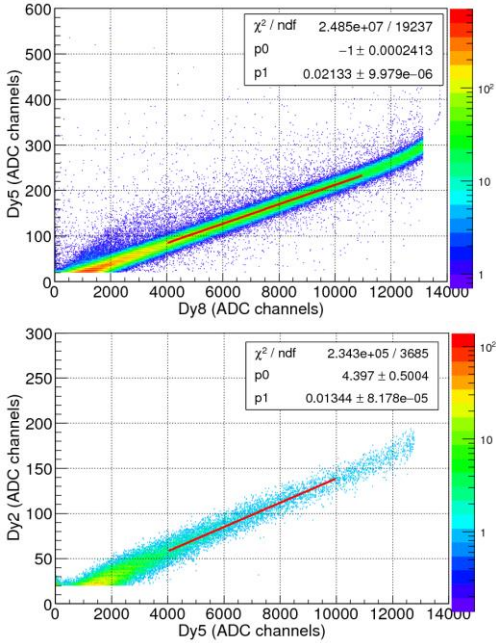 χ² / ndf 2.485e+07 / 19237
p0 −1 ± 0.0002413
p1 0.02133 ± 9.979e−06
Dy5 (ADC channels)
600
500
400
300
200
100
0
0 2000 4000 6000 8000 10000 12000 14000
Dy8 (ADC channels)
10²
10
1
χ² / ndf 2.343e+05 / 3685
p0 4.397 ± 0.5004
p1 0.01344 ± 8.178e−05
Dy2 (ADC channels)
300
250
200
150
100
50
0
0 2000 4000 6000 8000 10000 12000 14000
Dy5 (ADC channels)
10²
10
1